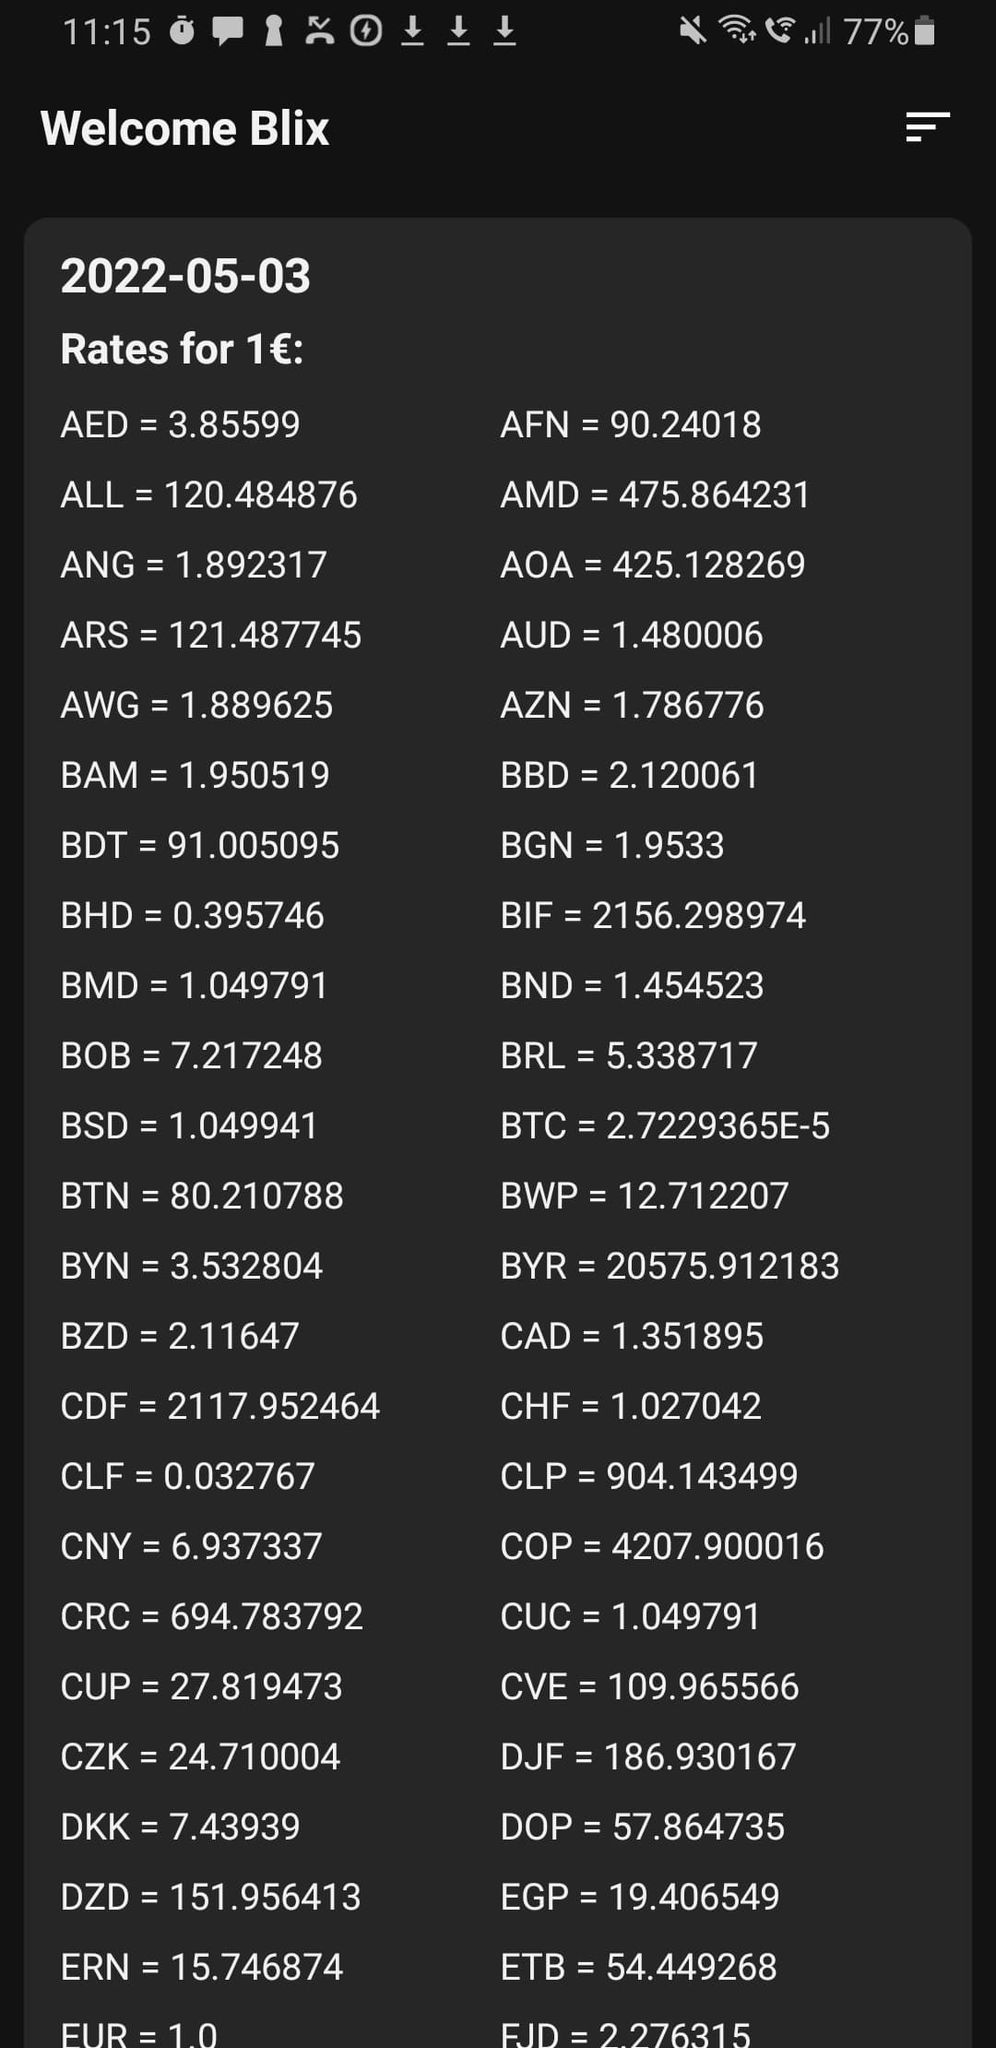 11:15 77%
Welcome Blix
2022-05-03
Rates for 1€:
AED = 3.85599 AFN = 90.24018
ALL = 120.484876 AMD = 475.864231
ANG = 1.892317 AOA = 425.128269
ARS = 121.487745 AUD = 1.480006
AWG = 1.889625 AZN = 1.786776
BAM = 1.950519 BBD = 2.120061
BDT = 91.005095 BGN = 1.9533
BHD = 0.395746 BIF = 2156.298974
BMD = 1.049791 BND = 1.454523
BOB = 7.217248 BRL = 5.338717
BSD = 1.049941 BTC = 2.7229365E-5
BTN = 80.210788 BWP = 12.712207
BYN = 3.532804 BYR = 20575.912183
BZD = 2.11647 CAD = 1.351895
CDF = 2117.952464 CHF = 1.027042
CLF = 0.032767 CLP = 904.143499
CNY = 6.937337 COP = 4207.900016
CRC = 694.783792 CUC = 1.049791
CUP = 27.819473 CVE = 109.965566
CZK = 24.710004 DJF = 186.930167
DKK = 7.43939 DOP = 57.864735
DZD = 151.956413 EGP = 19.406549
ERN = 15.746874 ETB = 54.449268
EUR = 1.0 FJD = 2.276315